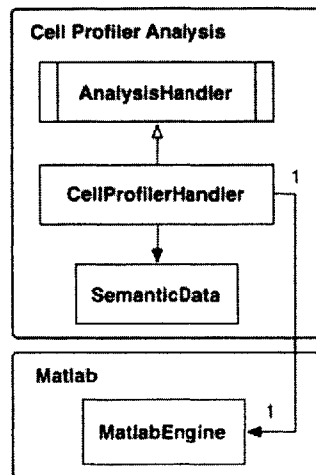 Cell Profiler Analysis
AnalysisHandler
1
CellProfilerHandler
SemanticData
Matlab
1
MatlabEngine